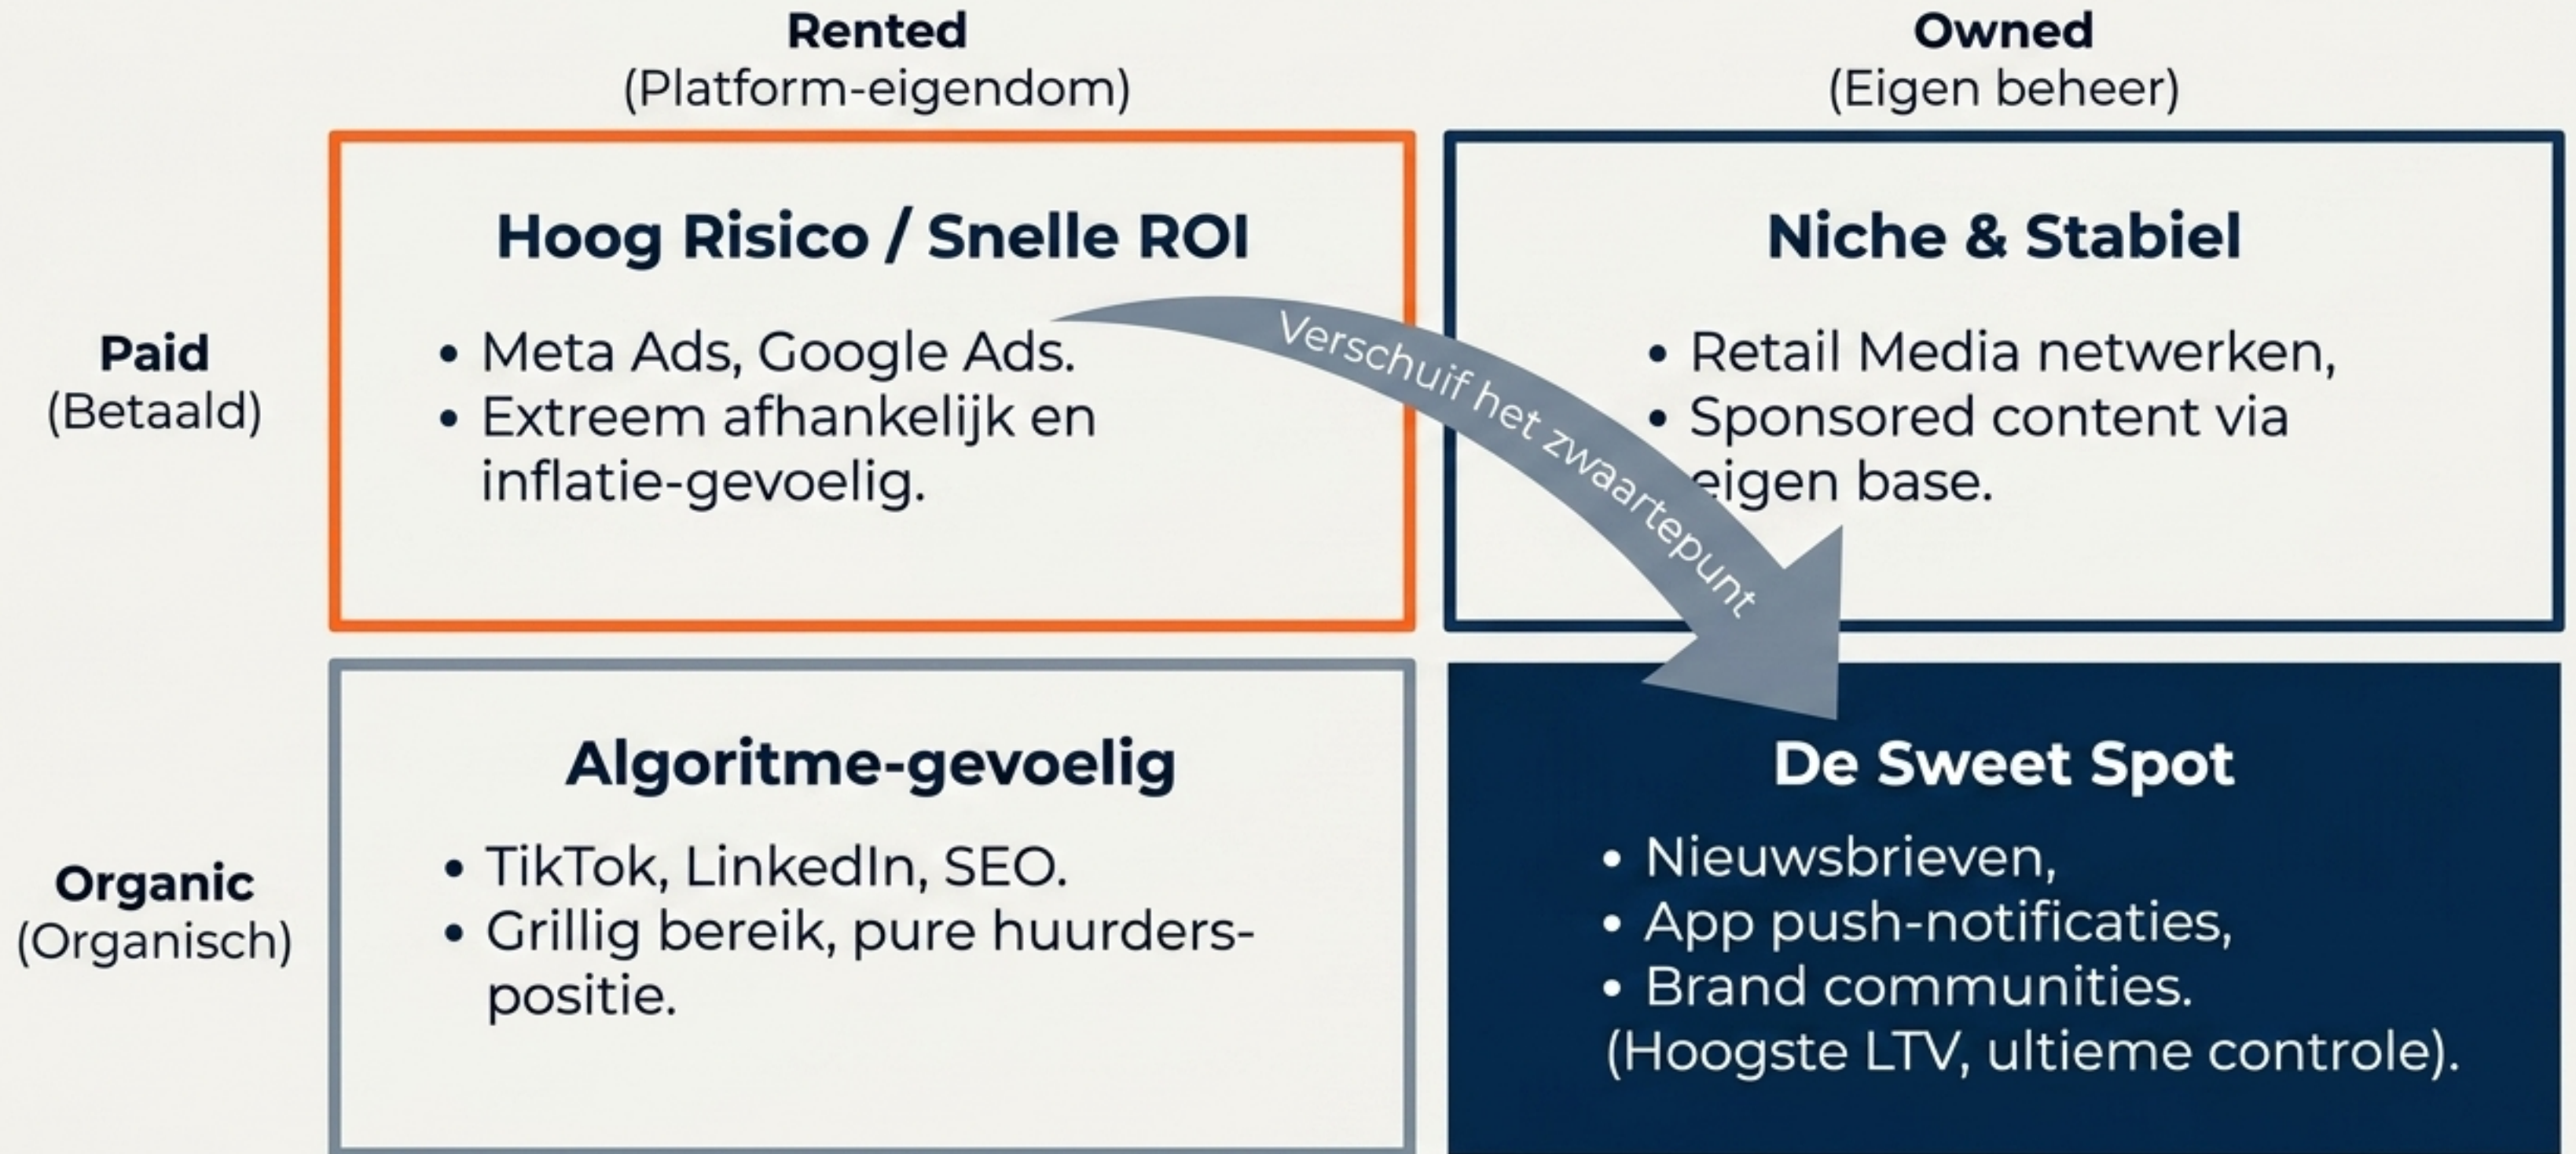 Rented
(Platform-eigendom)
Owned
(Eigen beheer)
Paid
(Betaald)
Hoog Risico / Snelle ROI
• Meta Ads, Google Ads.
• Extreem afhankelijk en
inflatie-gevoelig.
Verschuif het zwaartepunt
Niche & Stabiel
• Retail Media netwerken,
• Sponsored content via
eigen base.
Organic
(Organisch)
Algoritme-gevoelig
• TikTok, LinkedIn, SEO.
• Grillig bereik, pure huurders-
positie.
De Sweet Spot
• Nieuwsbrieven,
• App push-notificaties,
• Brand communities.
(Hoogste LTV, ultieme controle).